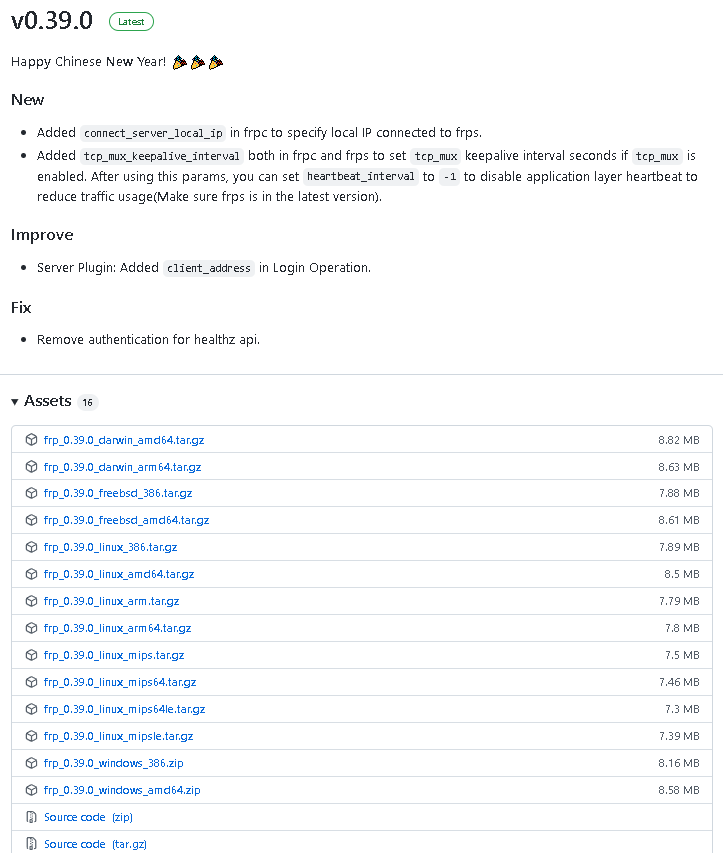 v0.39.0 Latest
Happy Chinese New Year! 🎉🎉🎉
New
• Added connect_server_local_ip in frpc to specify local IP connected to frps.
• Added tcp_mux_keepalive_interval both in frpc and frps to set tcp_mux keepalive interval seconds if tcp_mux is
enabled. After using this params, you can set heartbeat_interval to -1 to disable application layer heartbeat to
reduce traffic usage(Make sure frps is in the latest version).
Improve
• Server Plugin: Added client_address in Login Operation.
Fix
• Remove authentication for healthz api.
▾ Assets 16
frp_0.39.0_darwin_amd64.tar.gz 8.82 MB
frp_0.39.0_darwin_arm64.tar.gz 8.63 MB
frp_0.39.0_freebsd_386.tar.gz 7.88 MB
frp_0.39.0_freebsd_amd64.tar.gz 8.61 MB
frp_0.39.0_linux_386.tar.gz 7.89 MB
frp_0.39.0_linux_amd64.tar.gz 8.5 MB
frp_0.39.0_linux_arm.tar.gz 7.79 MB
frp_0.39.0_linux_arm64.tar.gz 7.8 MB
frp_0.39.0_linux_mips.tar.gz 7.5 MB
frp_0.39.0_linux_mips64.tar.gz 7.46 MB
frp_0.39.0_linux_mips64le.tar.gz 7.3 MB
frp_0.39.0_linux_mipsle.tar.gz 7.39 MB
frp_0.39.0_windows_386.zip 8.16 MB
frp_0.39.0_windows_amd64.zip 8.58 MB
Source code (zip)
Source code (tar.gz)